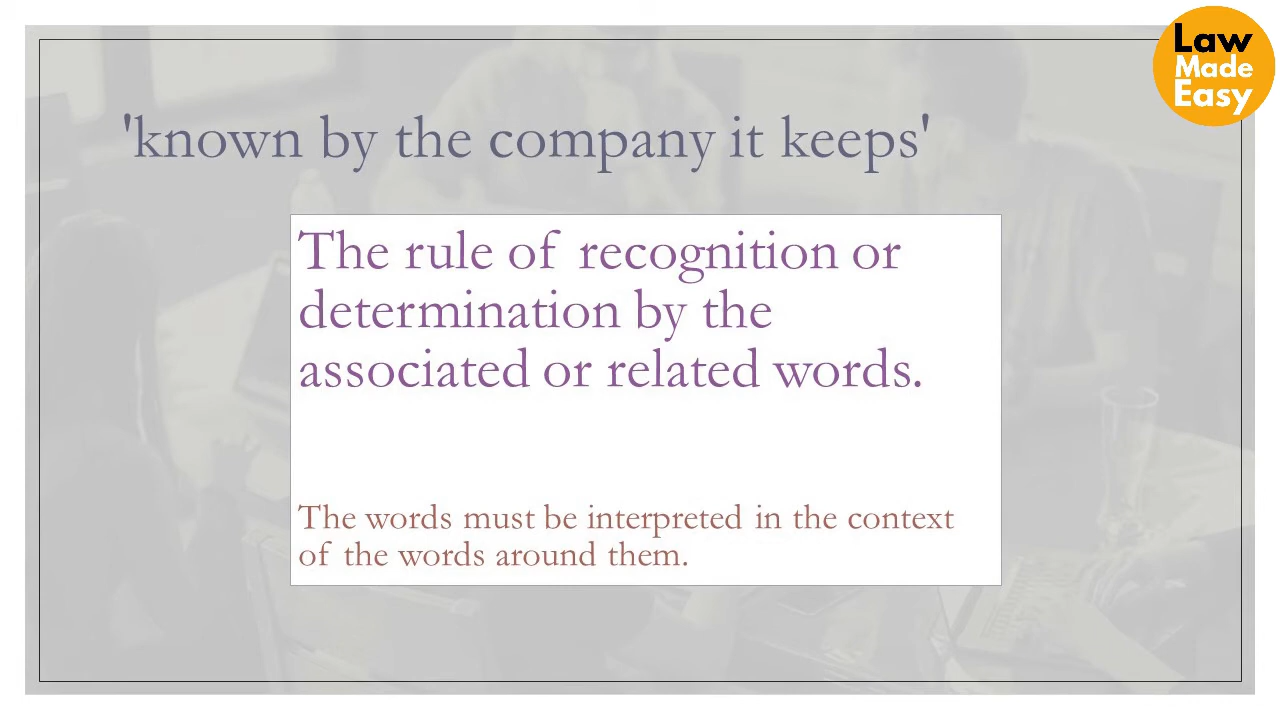 Law
Made
Easy
'known by the company it keeps'
The rule of recognition or
determination by the
associated or related words.
The words must be interpreted in the context
of the words around them.